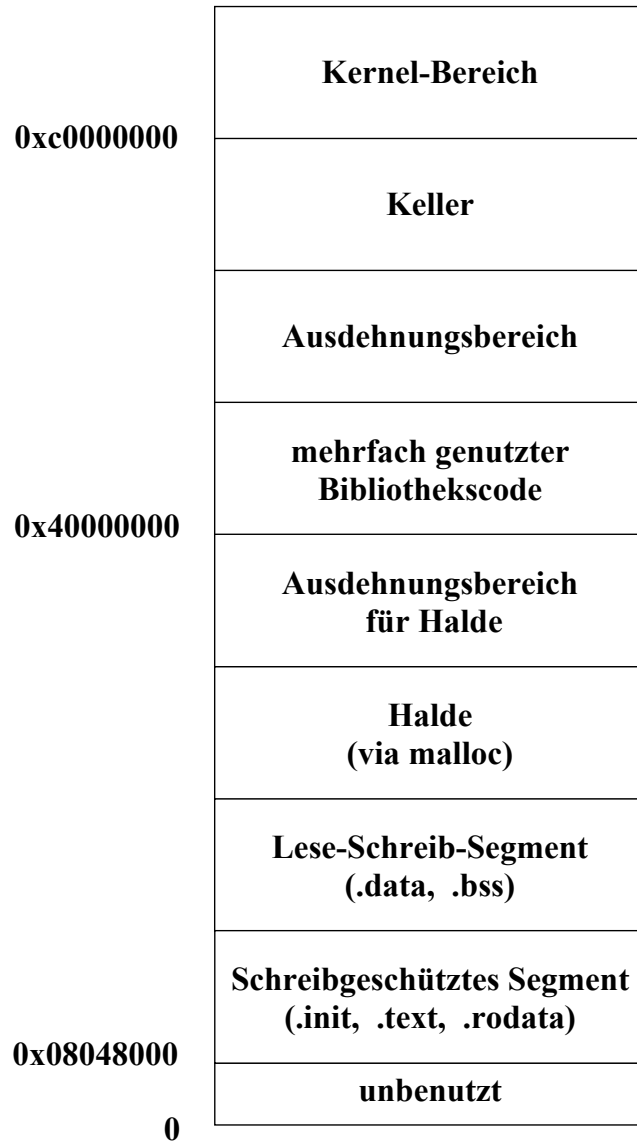 Kernel-Bereich
0xc0000000
Keller
Ausdehnungsbereich
mehrfach genutzter
Bibliothekscode
0x40000000
Ausdehnungsbereich
für Halde
Halde
(via malloc)
Lese-Schreib-Segment
(.data, .bss)
Schreibgeschütztes Segment
(.init, .text, .rodata)
0x08048000
unbenutzt
0